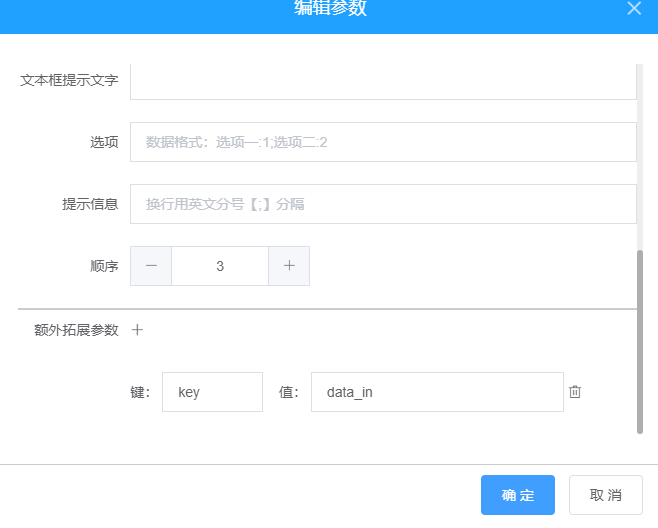 编辑参数
文本框提示文字
选项 数据格式：选项一:1;选项二:2
提示信息 换行用英文分号【;】分隔
顺序 3
额外拓展参数
键： key 值： data_in
确 定 取 消